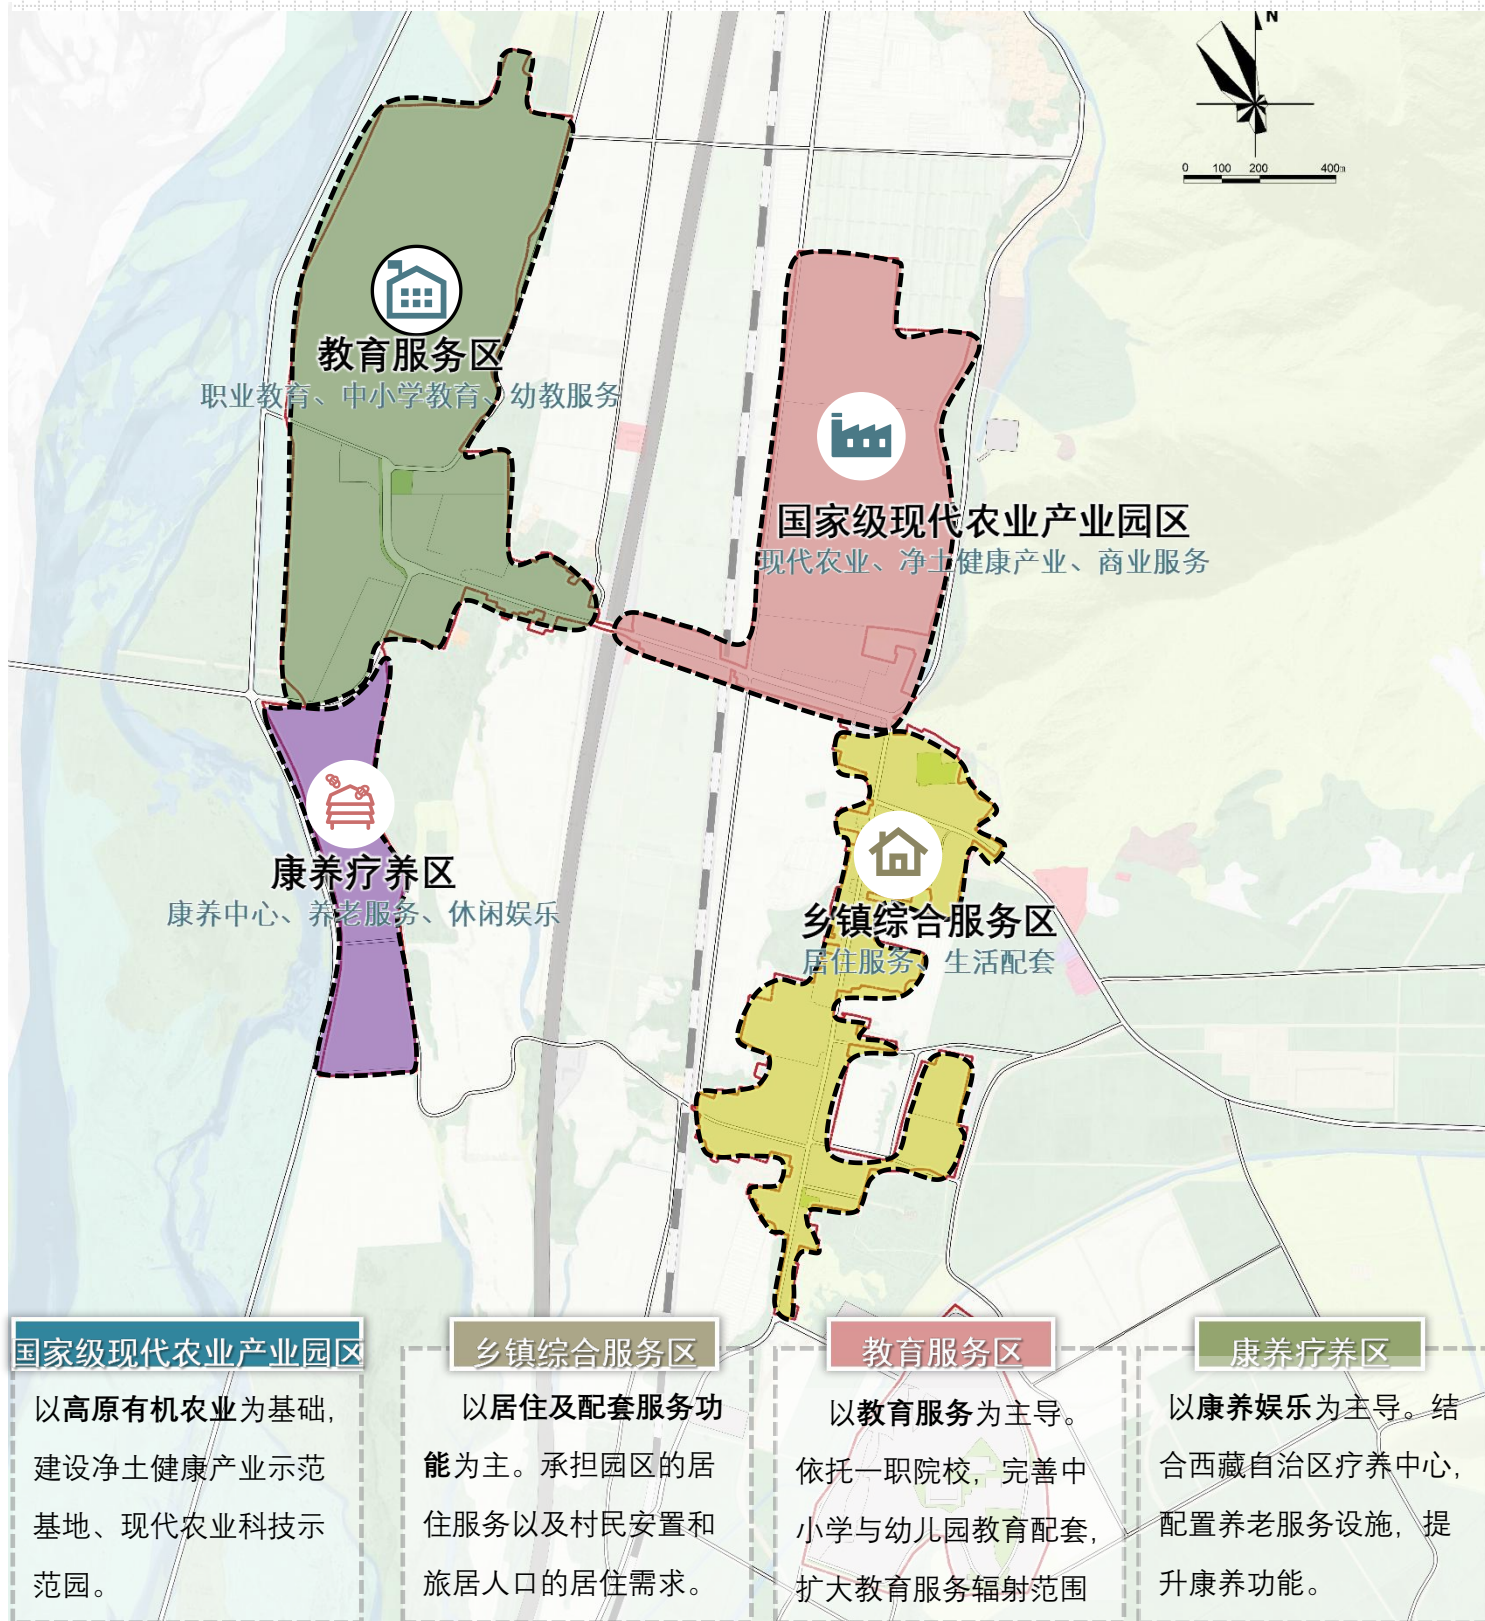 N
0 100 200 400m
教育服务区
职业教育、中小学教育、幼教服务
国家级现代农业产业园区
现代农业、净土健康产业、商业服务
康养疗养区
康养中心、养老服务、休闲娱乐
乡镇综合服务区
居住服务、生活配套
国家级现代农业产业园区
以高原有机农业为基础,
建设净土健康产业示范
基地、现代农业科技示
范园。
乡镇综合服务区
以居住及配套服务功
能为主。承担园区的居
住服务以及村民安置和
旅居人口的居住需求。
教育服务区
以教育服务为主导。
依托一职院校,完善中
小学与幼儿园教育配套,
扩大教育服务辐射范围
康养疗养区
以康养娱乐为主导。结
合西藏自治区疗养中心,
配置养老服务设施,提
升康养功能。